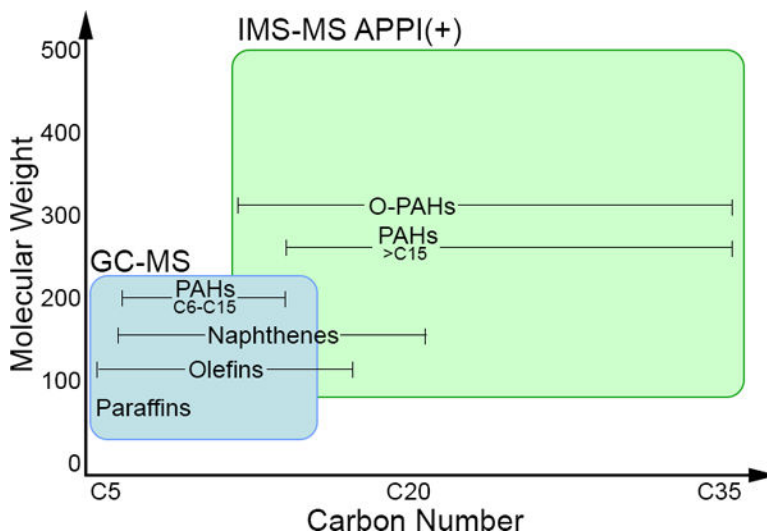 IMS-MS APPI(+)
500
400
300
200
100
0
Molecular Weight
O-PAHs
PAHs
>C15
GC-MS
PAHs
C6-C15
Naphthenes
Olefins
Paraffins
C5
C20
C35
Carbon Number